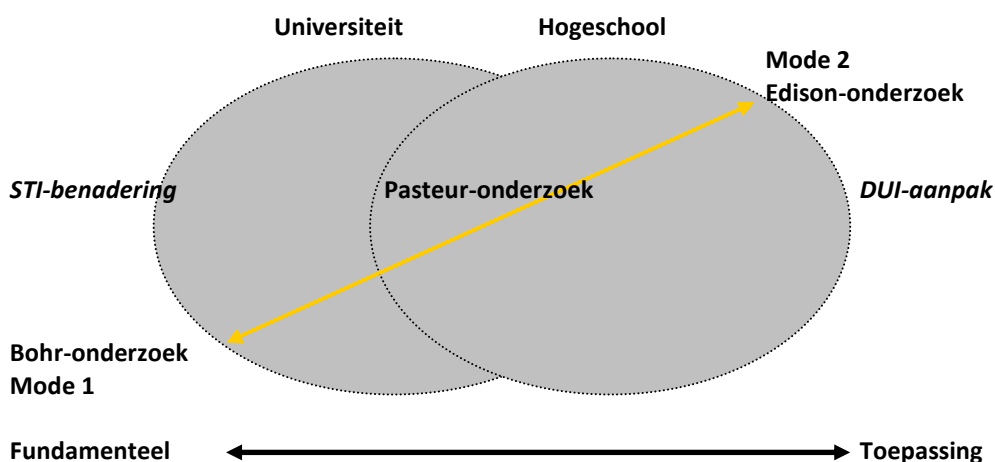 Universiteit
Hogeschool
Mode 2
Edison-onderzoek
STI-benadering
Pasteur-onderzoek
DUI-aanpak
Bohr-onderzoek
Mode 1
Fundamenteel
Toepassing